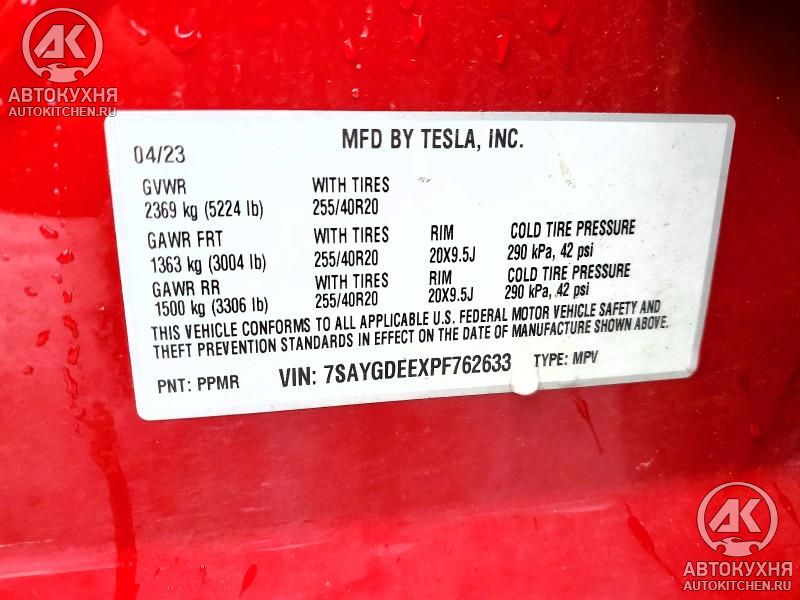 АК
АВТОКУХНЯ
AUTOKITCHEN.RU
04/23 MFD BY TESLA, INC.
GVWR WITH TIRES
2369 kg (5224 lb) 255/40R20
GAWR FRT WITH TIRES RIM COLD TIRE PRESSURE
1363 kg (3004 lb) 255/40R20 20X9.5J 290 kPa, 42 psi
GAWR RR WITH TIRES RIM COLD TIRE PRESSURE
1500 kg (3306 lb) 255/40R20 20X9.5J 290 kPa, 42 psi
THIS VEHICLE CONFORMS TO ALL APPLICABLE U.S. FEDERAL MOTOR VEHICLE SAFETY AND
THEFT PREVENTION STANDARDS IN EFFECT ON THE DATE OF MANUFACTURE SHOWN ABOVE.
PNT: PPMR VIN: 7SAYGDEEXPF762633 TYPE: MPV
АК
АВТОКУХНЯ
AUTOKITCHEN.RU